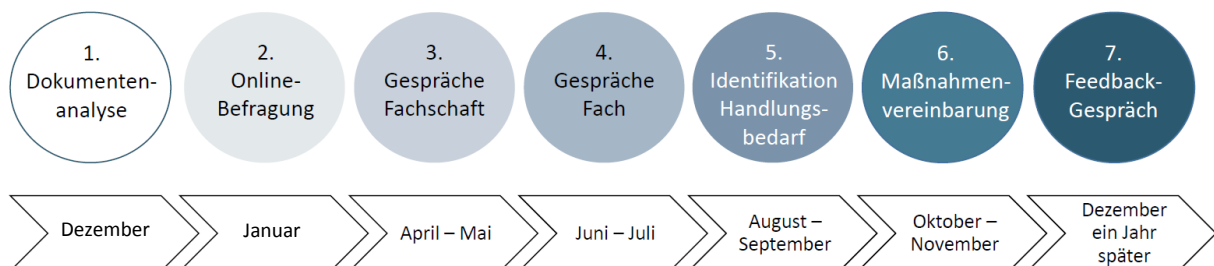 1.
Dokumenten-
analyse
2.
Online-
Befragung
3.
Gespräche
Fachschaft
4.
Gespräche
Fach
5.
Identifikation
Handlungs-
bedarf
6.
Maßnahmen-
vereinbarung
7.
Feedback-
Gespräch
Dezember
Januar
April – Mai
Juni – Juli
August –
September
Oktober –
November
Dezember
ein Jahr
später